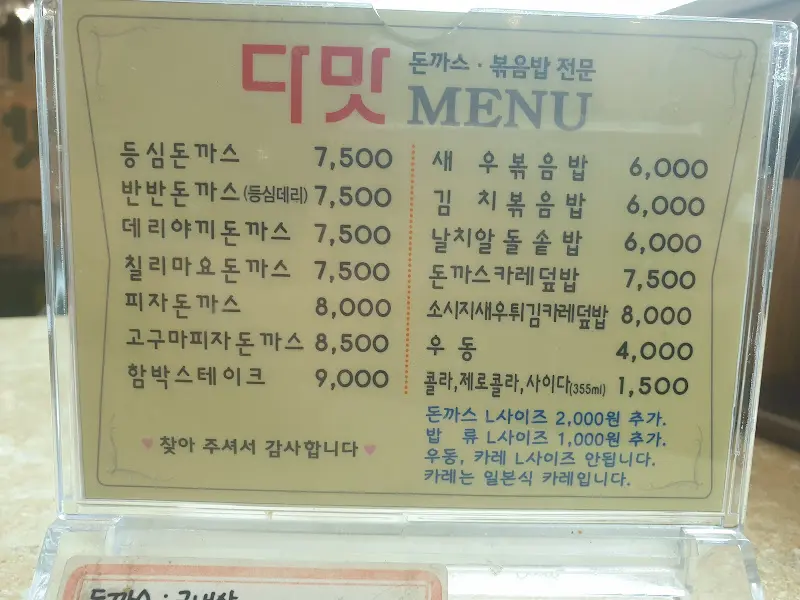 다맛 돈까스 · 볶음밥 전문
MENU
등심돈까스 7,500
반반돈까스(등심데리) 7,500
데리야끼돈까스 7,500
칠리마요돈까스 7,500
피자돈까스 8,000
고구마피자돈까스 8,500
함박스테이크 9,000
♥ 찾아 주셔서 감사합니다 ♥
새우볶음밥 6,000
김치볶음밥 6,000
날치알돌솥밥 6,000
돈까스카레덮밥 7,500
소시지새우튀김카레덮밥 8,000
우동 4,000
콜라,제로콜라,사이다(355ml) 1,500
돈까스 L사이즈 2,000원 추가.
밥 류 L사이즈 1,000원 추가.
우동, 카레 L사이즈 안됩니다.
카레는 일본식 카레입니다.
돈까스 : 국내산